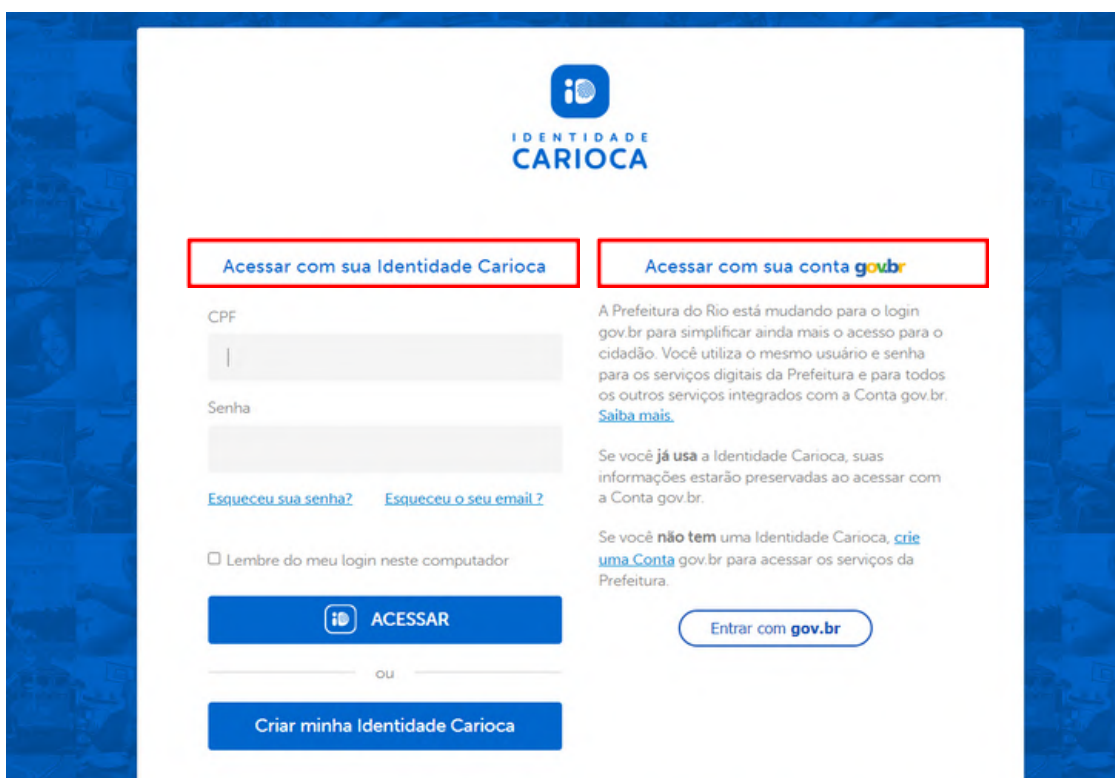 iD
IDENTIDADE
CARIOCA
Acessar com sua Identidade Carioca
CPF
Senha
Esqueceu sua senha? Esqueceu o seu email ?
Lembre do meu login neste computador
iD ACESSAR
ou
Criar minha Identidade Carioca
Acessar com sua conta gov.br
A Prefeitura do Rio está mudando para o login
gov.br para simplificar ainda mais o acesso para o
cidadão. Você utiliza o mesmo usuário e senha
para os serviços digitais da Prefeitura e para todos
os outros serviços integrados com a Conta gov.br.
Saiba mais.
Se você já usa a Identidade Carioca, suas
informações estarão preservadas ao acessar com
a Conta gov.br.
Se você não tem uma Identidade Carioca, crie
uma Conta gov.br para acessar os serviços da
Prefeitura.
Entrar com gov.br